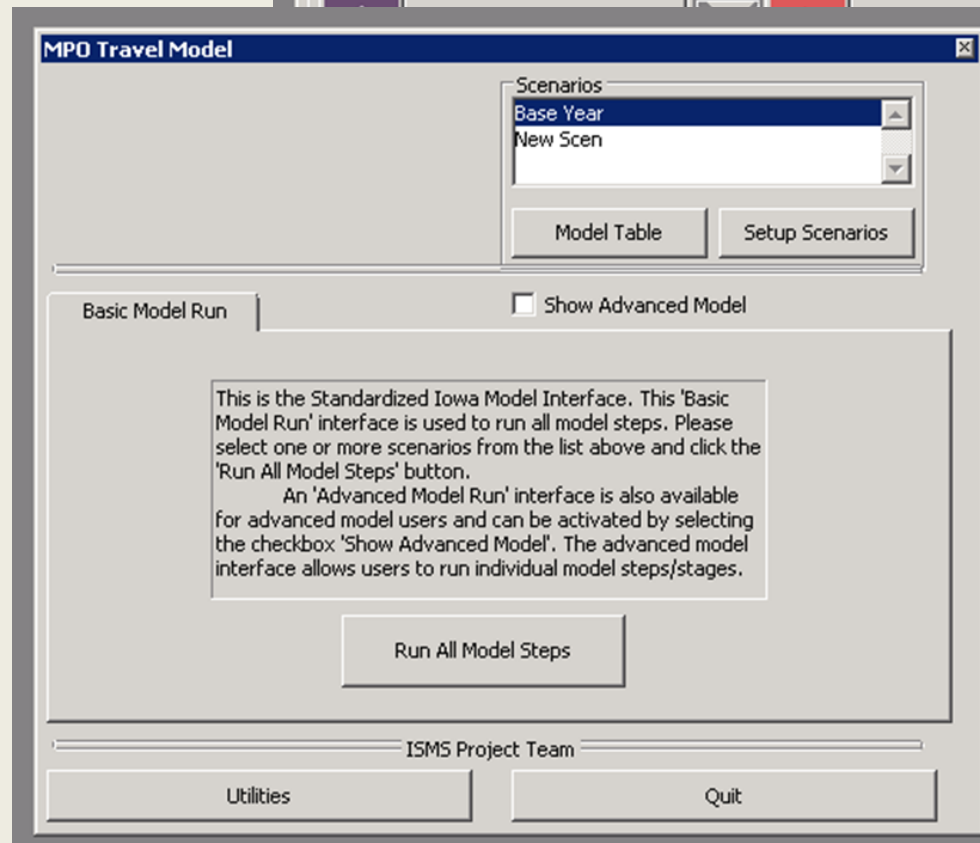 MPO Travel Model
Scenarios
Base Year
New Scen
Model Table
Setup Scenarios
Basic Model Run
Show Advanced Model
This is the Standardized Iowa Model Interface. This 'Basic
Model Run' interface is used to run all model steps. Please
select one or more scenarios from the list above and click the
'Run All Model Steps' button.
An 'Advanced Model Run' interface is also available
for advanced model users and can be activated by selecting
the checkbox 'Show Advanced Model'. The advanced model
interface allows users to run individual model steps/stages.
Run All Model Steps
ISMS Project Team
Utilities
Quit